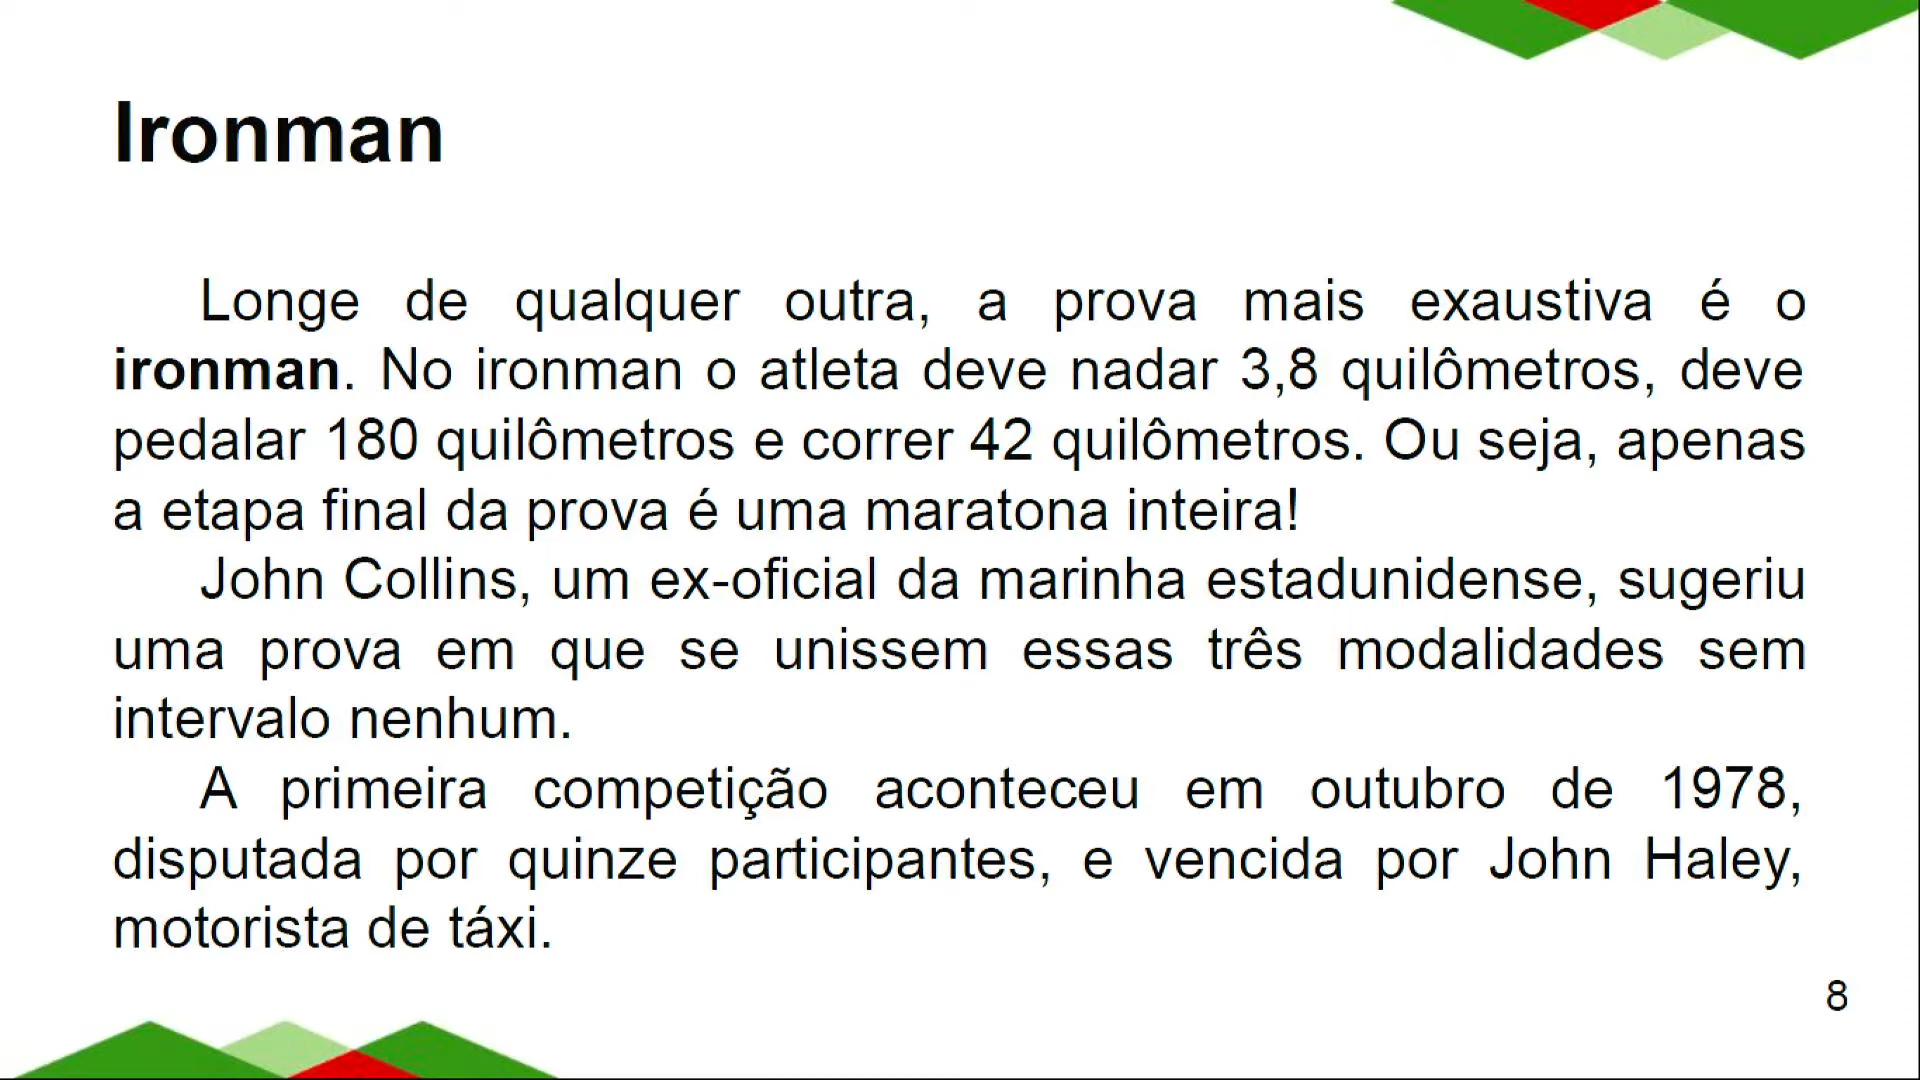 Ironman
Longe de qualquer outra, a prova mais exaustiva é o
ironman. No ironman o atleta deve nadar 3,8 quilômetros, deve
pedalar 180 quilômetros e correr 42 quilômetros. Ou seja, apenas
a etapa final da prova é uma maratona inteira!
John Collins, um ex-oficial da marinha estadunidense, sugeriu
uma prova em que se unissem essas três modalidades sem
intervalo nenhum.
A primeira competição aconteceu em outubro de 1978,
disputada por quinze participantes, e vencida por John Haley,
motorista de táxi.
8